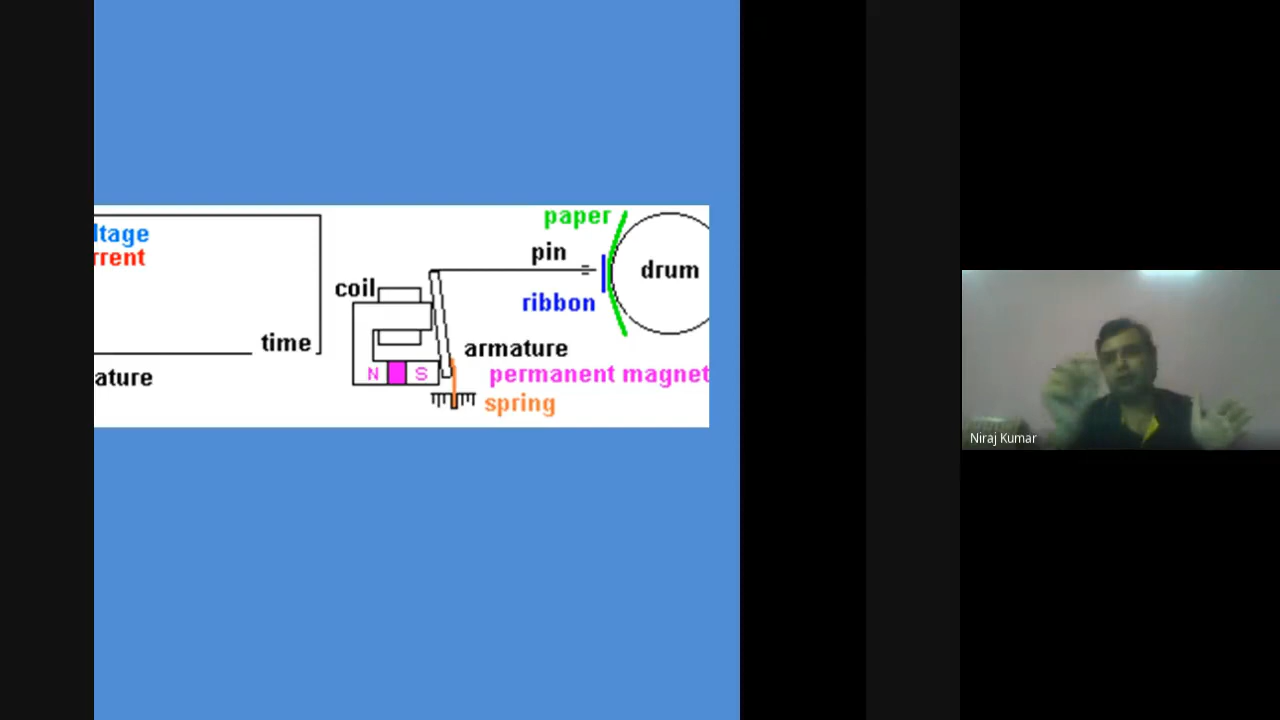 paper
ltage
rrent
pin
drum
coil
ribbon
time
armature
ature
N S
permanent magnet
spring
Niraj Kumar